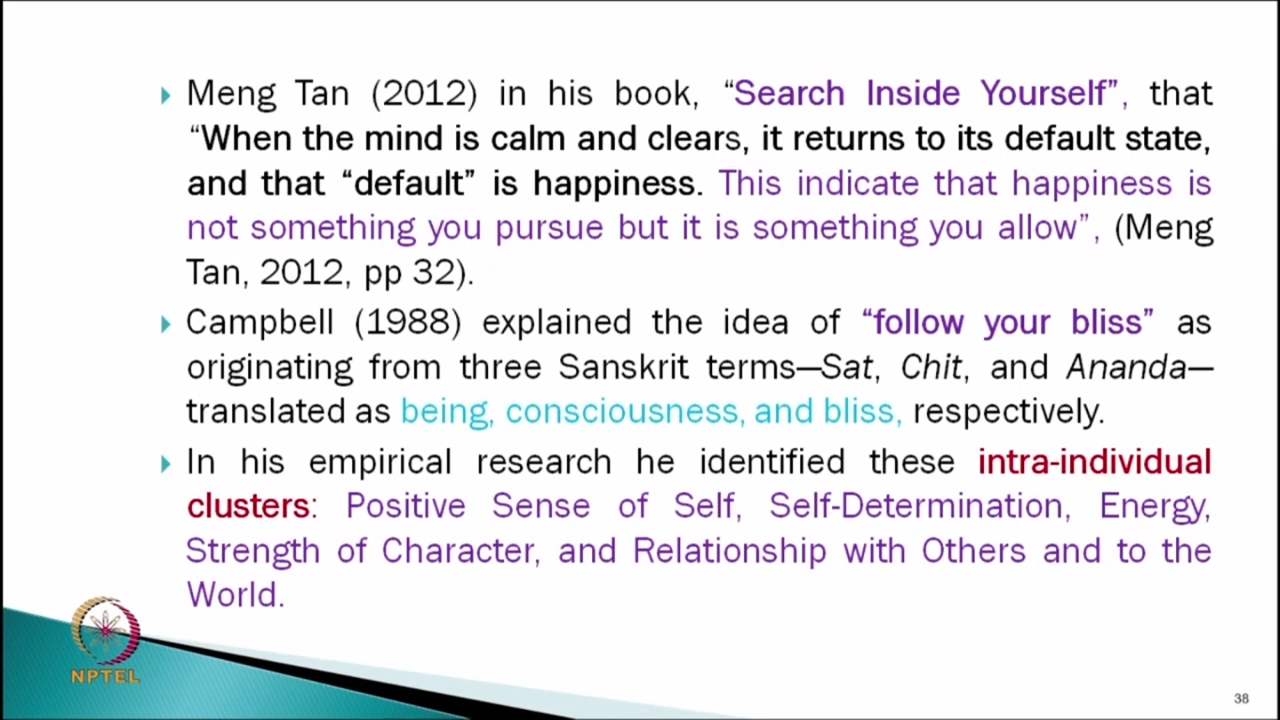 Meng Tan (2012) in his book, “Search Inside Yourself”, that
“When the mind is calm and clears, it returns to its default state,
and that “default” is happiness. This indicate that happiness is
not something you pursue but it is something you allow”, (Meng
Tan, 2012, pp 32).
Campbell (1988) explained the idea of “follow your bliss” as
originating from three Sanskrit terms—Sat, Chit, and Ananda—
translated as being, consciousness, and bliss, respectively.
In his empirical research he identified these intra-individual
clusters: Positive Sense of Self, Self-Determination, Energy,
Strength of Character, and Relationship with Others and to the
World.
NPTEL
38